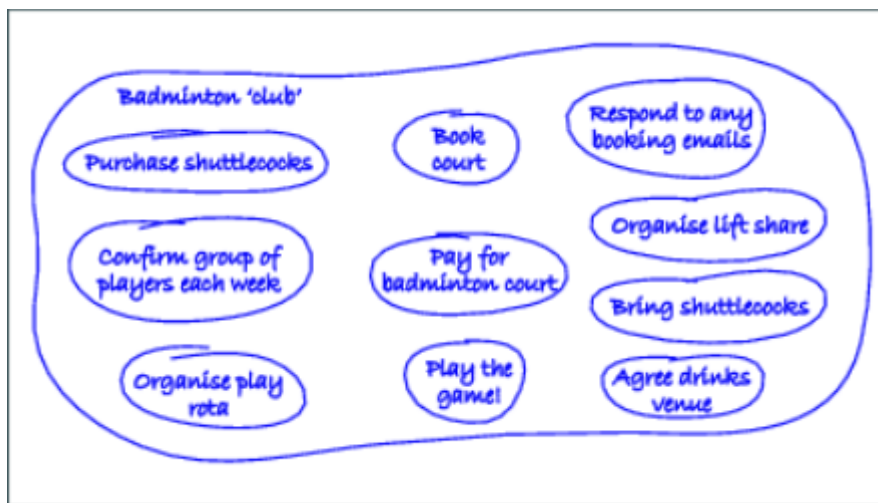 Badminton 'club'
Purchase shuttlecocks
Book
court
Respond to any
booking emails
Confirm group of
players each week
Pay for
badminton court
Organise lift share
Bring shuttlecocks
Organise play
rota
Play the
game!
Agree drinks
venue